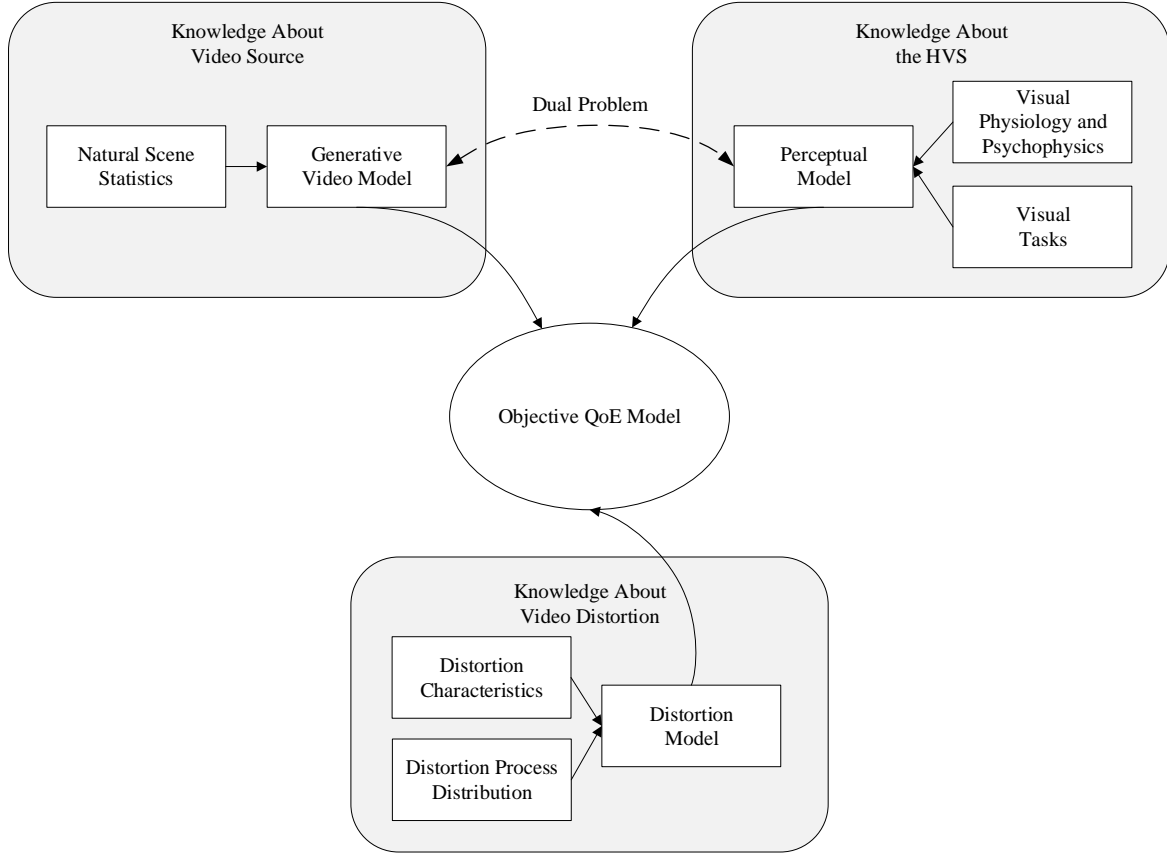 Knowledge About
Video Source
Natural Scene
Statistics
Generative
Video Model
Dual Problem
Knowledge About
the HVS
Perceptual
Model
Visual
Physiology and
Psychophysics
Visual
Tasks
Objective QoE Model
Knowledge About
Video Distortion
Distortion
Characteristics
Distortion Process
Distribution
Distortion
Model